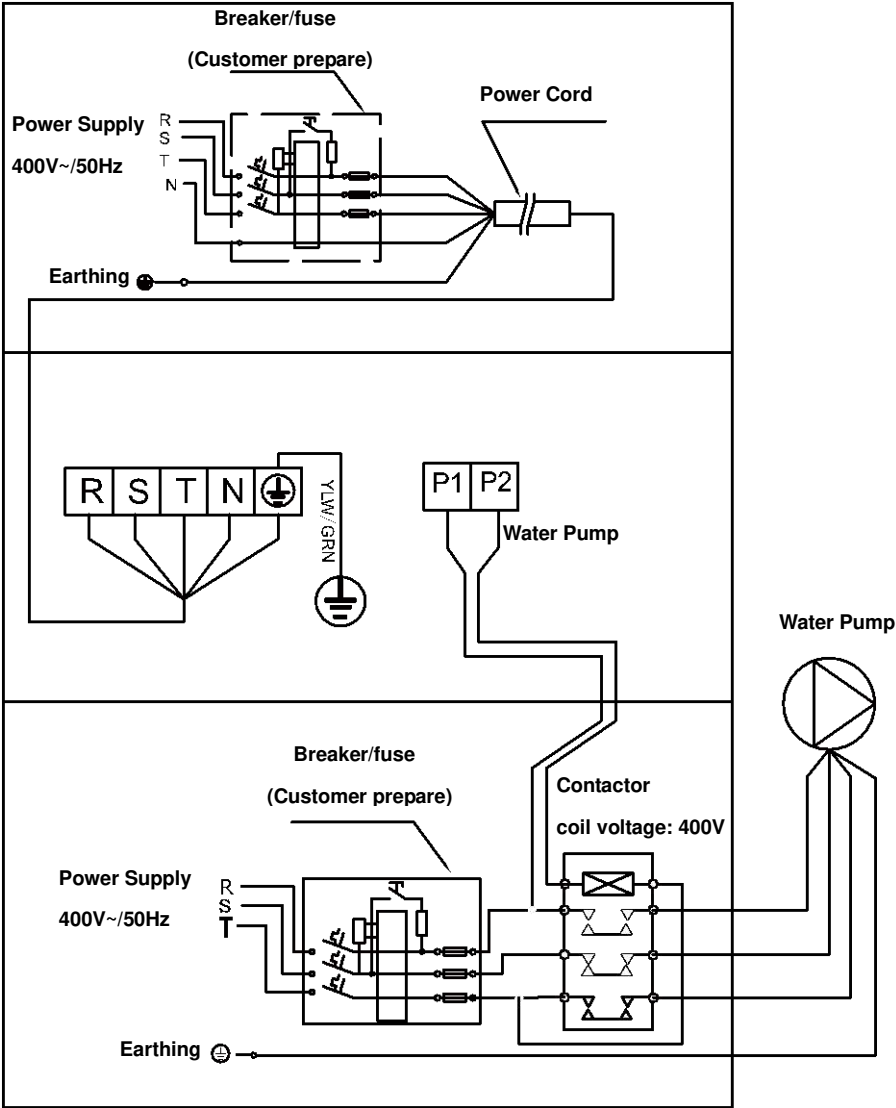 Breaker/fuse
(Customer prepare)
Power Cord
Power Supply
400V~/50Hz
R
S
T
N
Earthing
R S T N
YLW/GRN
P1 P2
Water Pump
Water Pump
Breaker/fuse
(Customer prepare)
Contactor
coil voltage: 400V
Power Supply
400V~/50Hz
R
S
T
Earthing